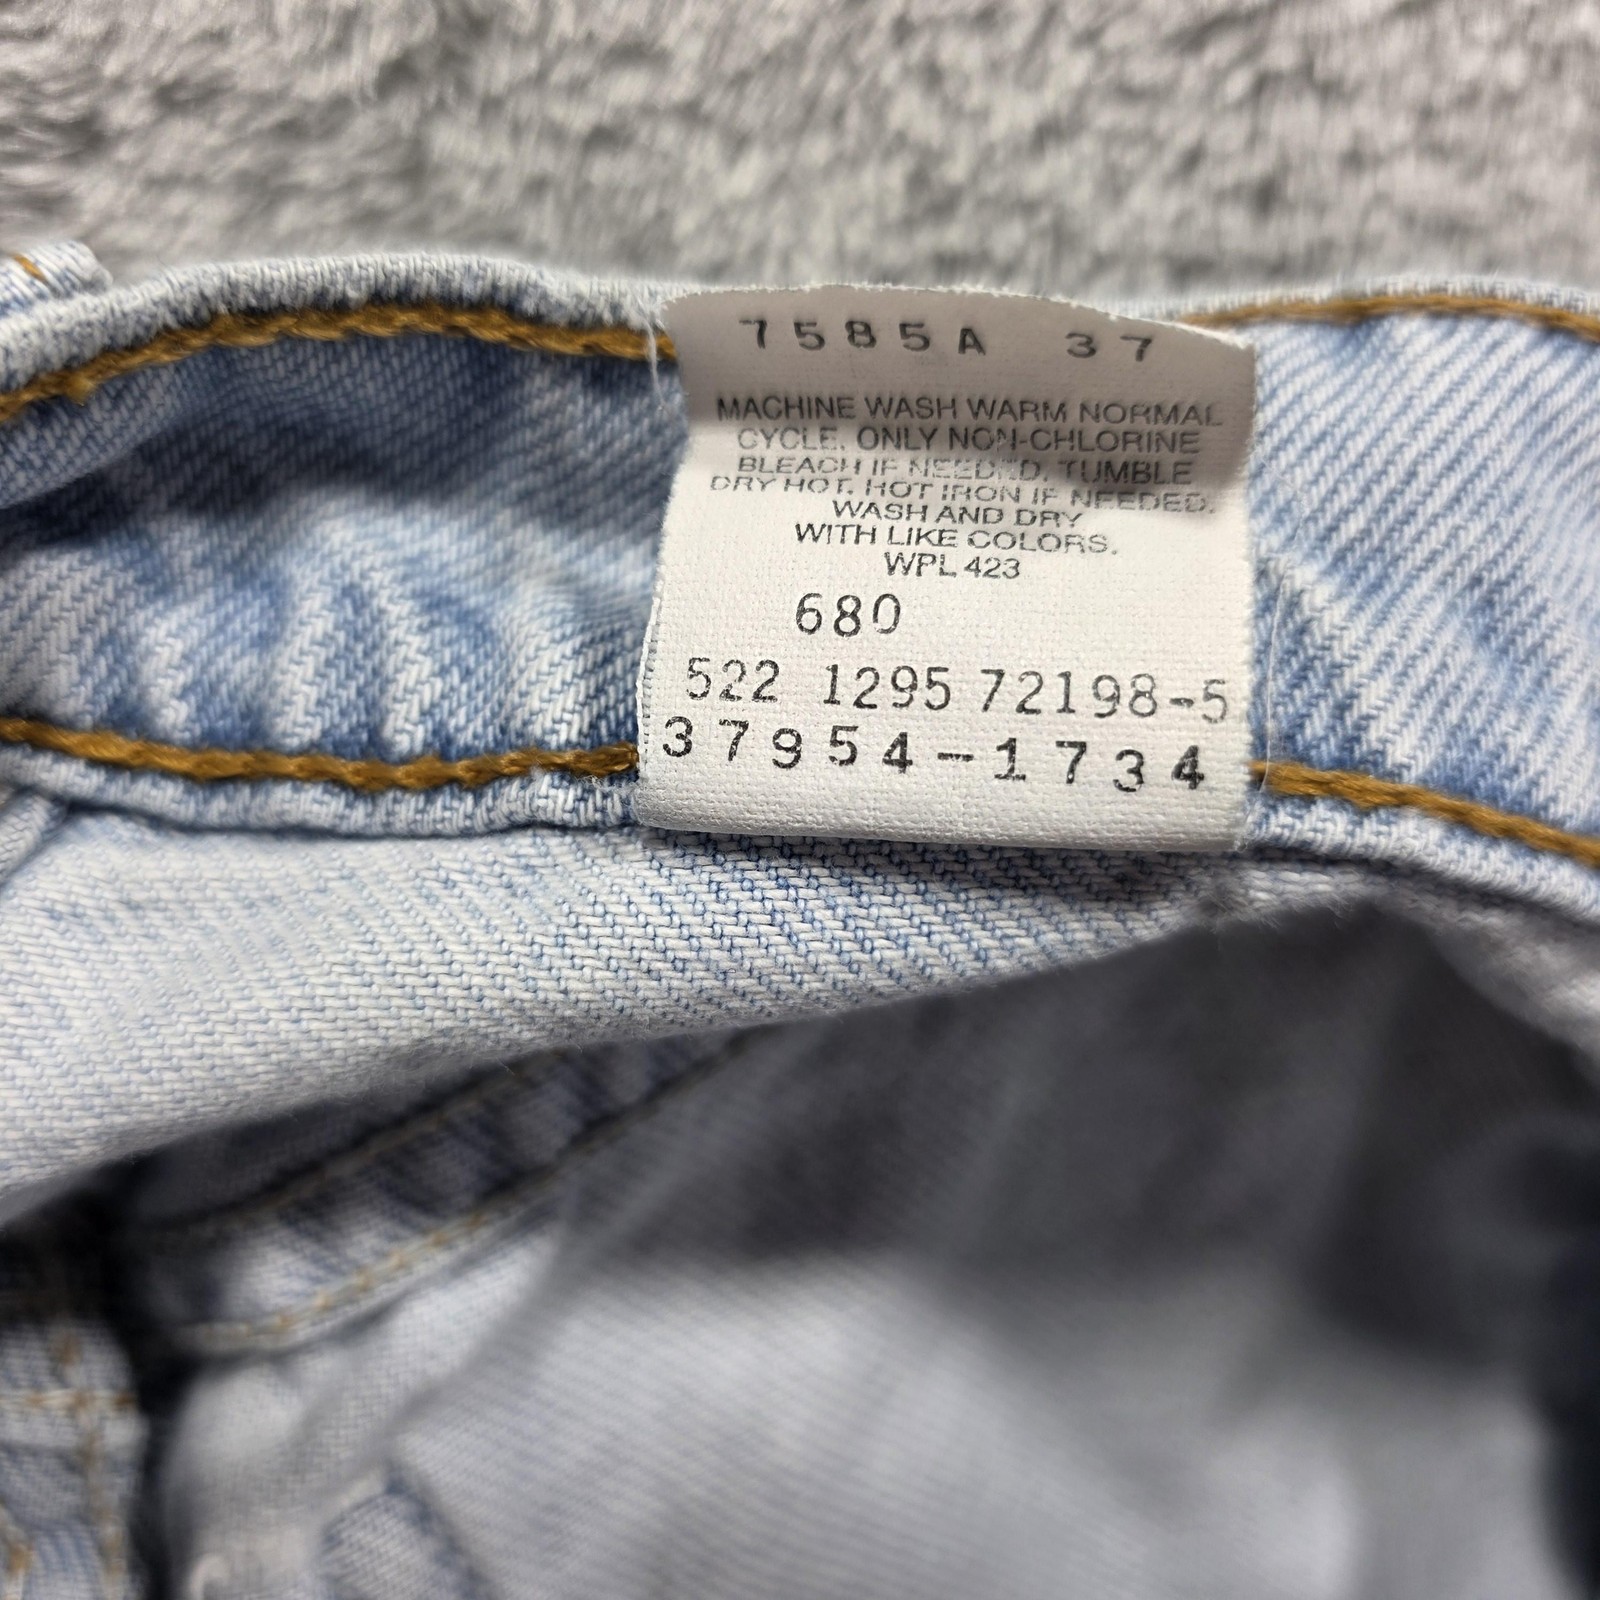 7585A 37
MACHINE WASH WARM NORMAL
CYCLE. ONLY NON-CHLORINE
BLEACH IF NEEDED. TUMBLE
DRY HOT. HOT IRON IF NEEDED.
WASH AND DRY
WITH LIKE COLORS.
WPL 423
680
522 1295 72198-5
37954-1734